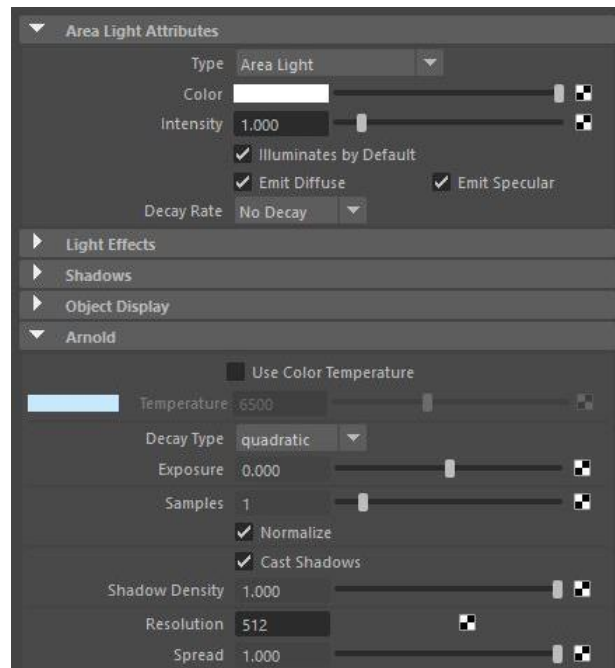 Area Light Attributes
Type Area Light
Color
Intensity 1.000
Illuminates by Default
Emit Diffuse Emit Specular
Decay Rate No Decay
Light Effects
Shadows
Object Display
Arnold
Use Color Temperature
Temperature 6500
Decay Type quadratic
Exposure 0.000
Samples 1
Normalize
Cast Shadows
Shadow Density 1.000
Resolution 512
Spread 1.000